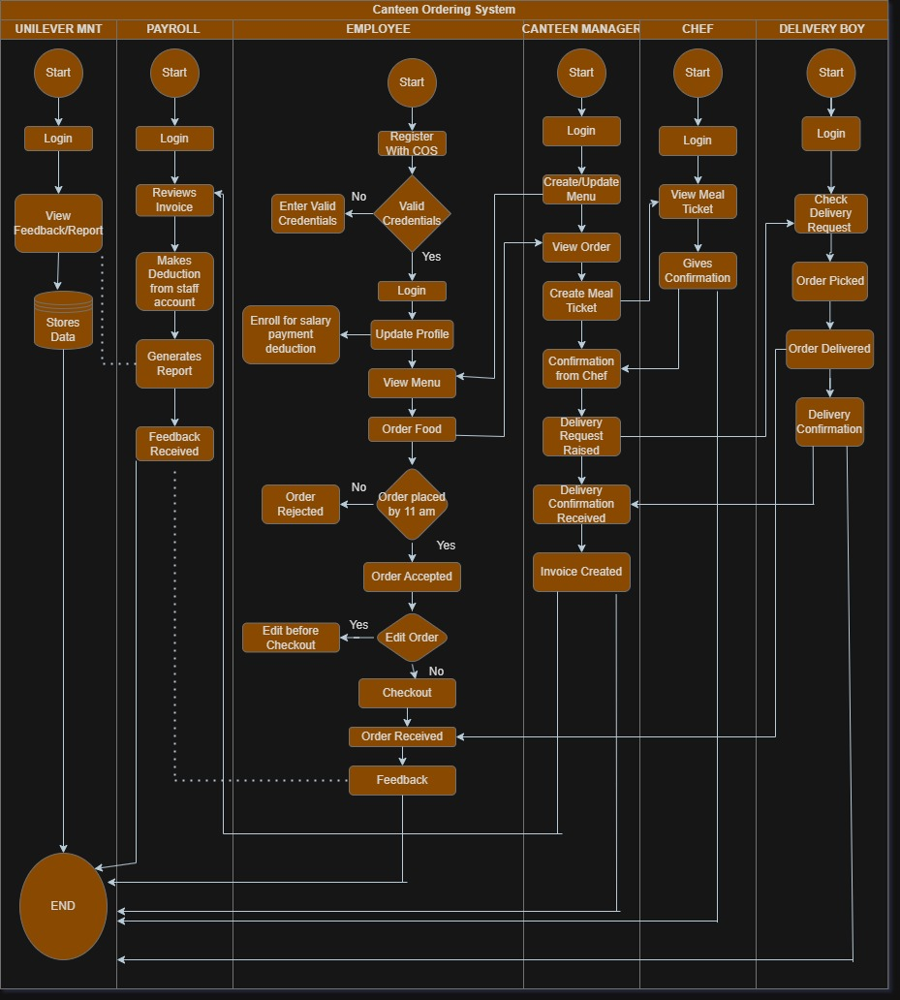 Canteen Ordering System
UNILEVER MNT
PAYROLL
EMPLOYEE
CANTEEN MANAGER
CHEF
DELIVERY BOY
Start
Login
View
Feedback/Report
Stores
Data
END
Start
Login
Reviews
Invoice
Makes
Deduction
from staff
account
Generates
Report
Feedback
Received
Start
Register
With COS
Valid
Credentials
No
Enter Valid
Credentials
Yes
Login
Update Profile
Enroll for salary
payment
deduction
View Menu
Order Food
Order placed
by 11 am
No
Order
Rejected
Yes
Order Accepted
Edit Order
Yes
Edit before
Checkout
No
Checkout
Order Received
Feedback
Start
Login
Create/Update
Menu
View Order
Create Meal
Ticket
Confirmation
from Chef
Delivery
Request
Raised
Delivery
Confirmation
Received
Invoice Created
Start
Login
View Meal
Ticket
Gives
Confirmation
Start
Login
Check
Delivery
Request
Order Picked
Order Delivered
Delivery
Confirmation